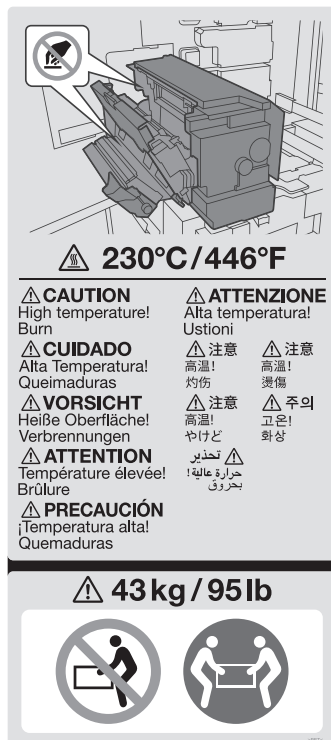 230°C/446°F
⚠ CAUTION
High temperature!
Burn
⚠ CUIDADO
Alta Temperatura!
Queimaduras
⚠ VORSICHT
Heiße Oberfläche!
Verbrennungen
⚠ ATTENTION
Température élevée!
Brûlure
⚠ PRECAUCIÓN
¡Temperatura alta!
Quemaduras
⚠ ATTENZIONE
Alta temperatura!
Ustioni
⚠ 注意
高温!
灼伤
⚠ 注意
高溫!
燙傷
⚠ 注意
高温!
やけど
⚠ 주의
고온!
화상
⚠ تحذير
حرارة عالية!
بحروق
⚠ 43 kg / 95 lb